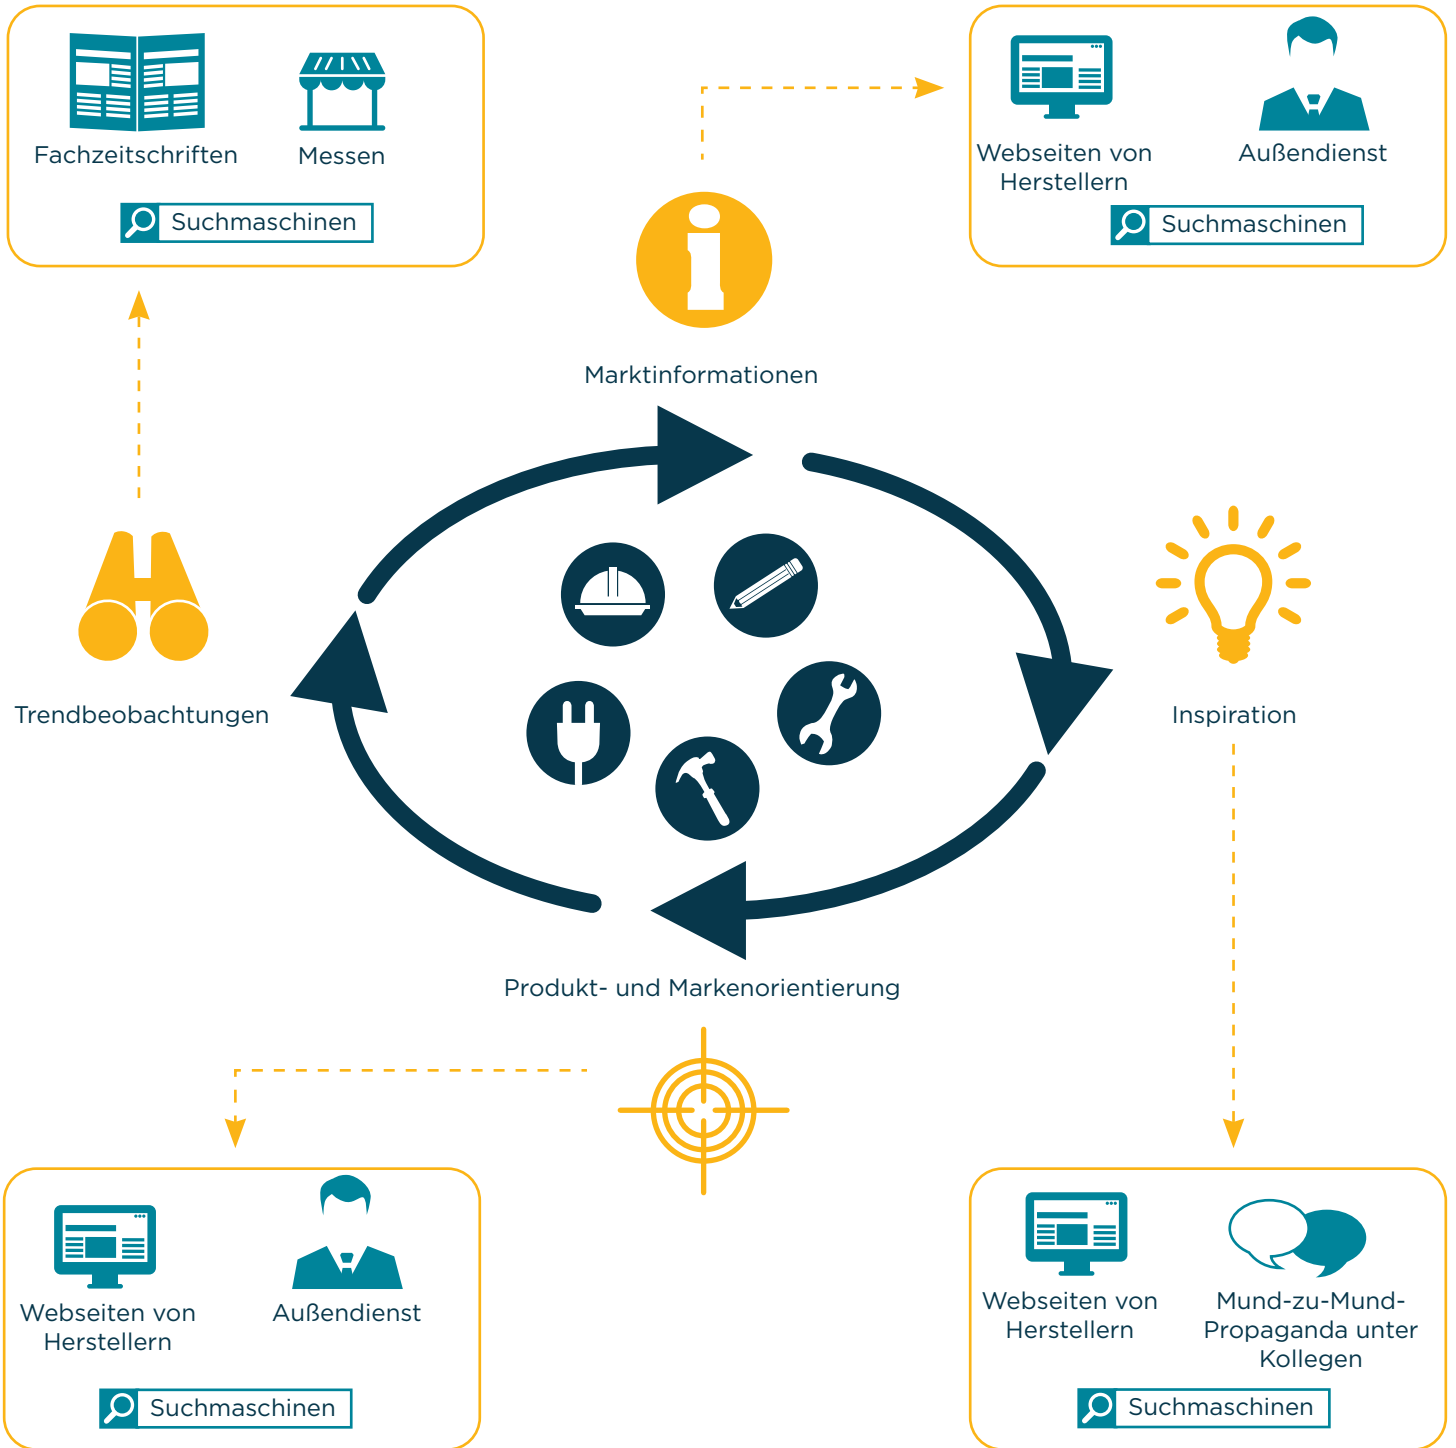 Fachzeitschriften
Messen
Suchmaschinen
Webseiten von
Herstellern
Außendienst
Suchmaschinen
Marktinformationen
Trendbeobachtungen
Inspiration
Produkt- und Markenorientierung
Webseiten von
Herstellern
Außendienst
Suchmaschinen
Webseiten von
Herstellern
Mund-zu-Mund-
Propaganda unter
Kollegen
Suchmaschinen